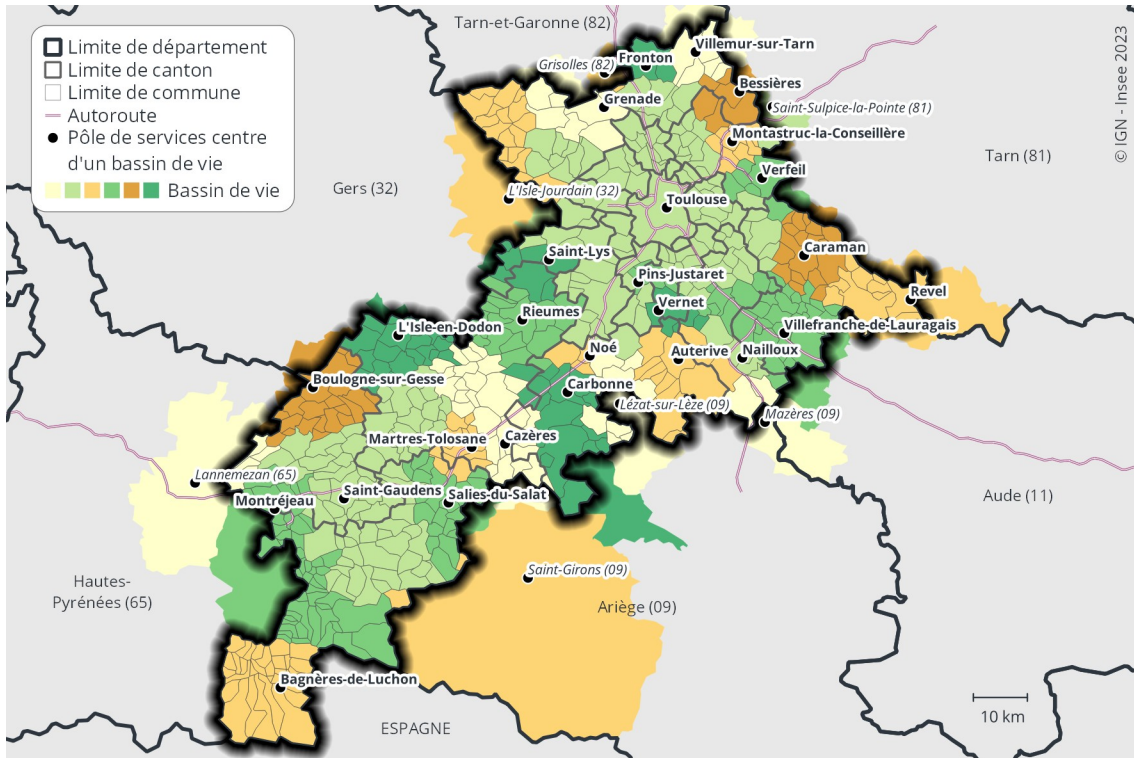 Limite de département
Limite de canton
Limite de commune
Autoroute
Pôle de services centre
d'un bassin de vie
Bassin de vie
Tarn-et-Garonne (82)
© IGN - Insee 2023
Villemur-sur-Tarn
Fronton
Grisolles (82)
Bessières
Grenade
Saint-Sulpice-la-Pointe (81)
Montastruc-la-Conseillère
Tarn (81)
Verfeil
Gers (32)
L'Isle-Jourdain (32)
Toulouse
Caraman
Saint-Lys
Pins-Justaret
Revel
Vernet
Rieumes
L'Isle-en-Dodon
Villefranche-de-Lauragais
Noé
Auterive
Nailloux
Boulogne-sur-Gesse
Carbonne
Lézat-sur-Lèze (09)
Mazères (09)
Martres-Tolosane
Cazères
Lannemezan (65)
Saint-Gaudens
Salies-du-Salat
Aude (11)
Montréjeau
Saint-Girons (09)
Hautes-
Pyrénées (65)
Ariège (09)
Bagnères-de-Luchon
ESPAGNE
10 km